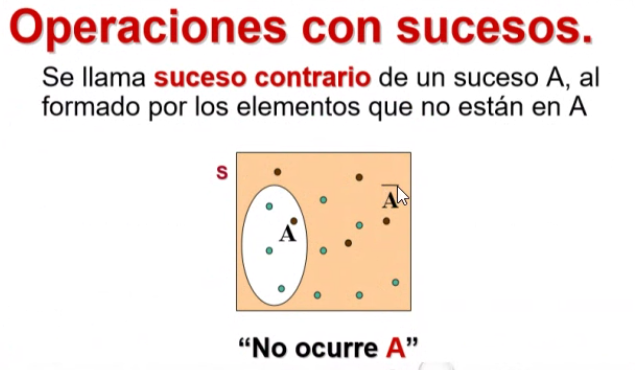 Operaciones con sucesos.
Se llama suceso contrario de un suceso A, al
formado por los elementos que no están en A
S
A
A̅
“No ocurre A”